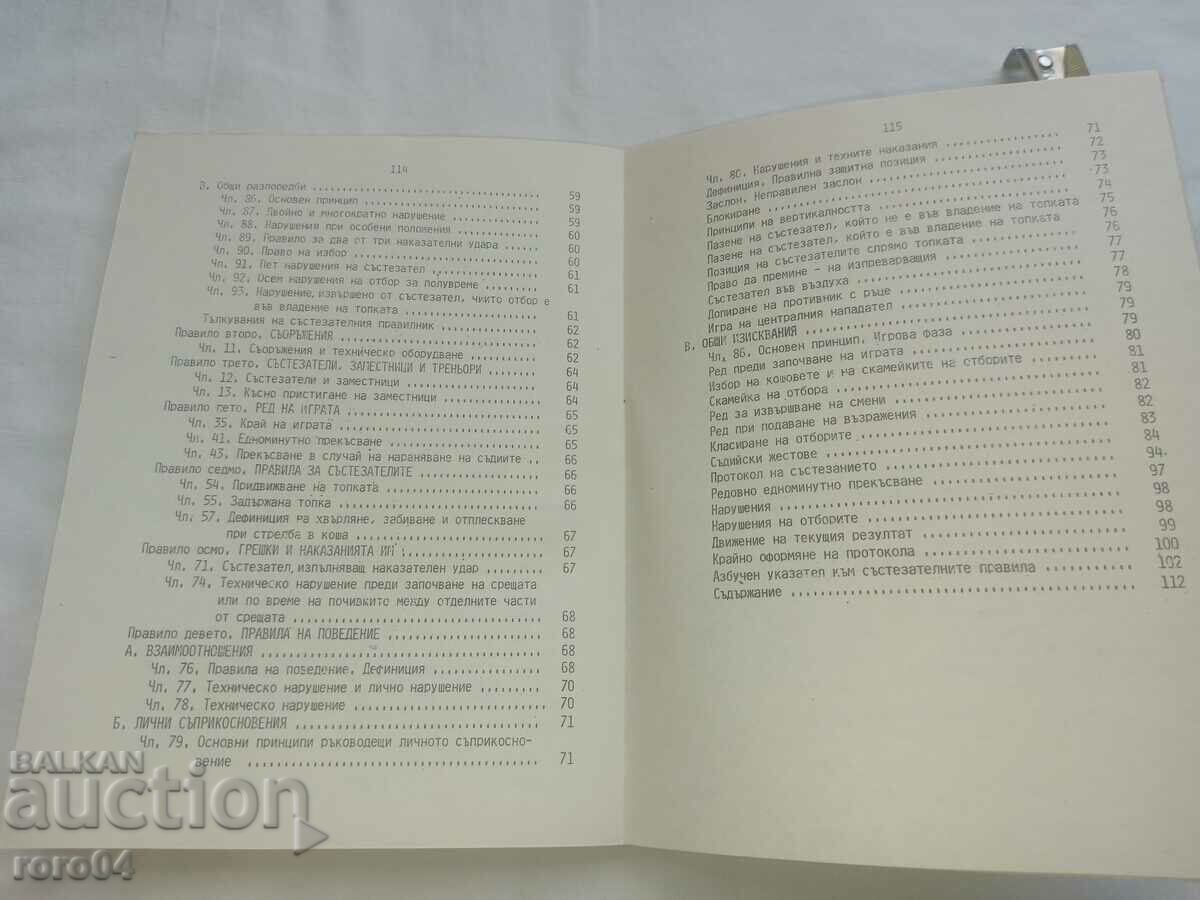 114
В. Общи разпоредби ........ 59
Чл. 86. Основен принцип ........ 59
Чл. 87. Двойно и многократно нарушение ........ 60
Чл. 88. Нарушения при особени положения ........ 60
Чл. 89. Правило за два от три наказателни удара ...... 60
Чл. 90. Право на избор ........ 61
Чл. 91. Пет нарушения на състезател ........ 61
Чл. 92. Осем нарушения на отбор за полувреме ........
Чл. 93. Нарушение, извършено от състезател, чиито отбор е
във владение на топката ........ 61
Тълкувания на състезателния правилник ........ 62
Правило второ. СЪОРЪЖЕНИЯ ........ 62
Чл. 11. Съоръжения и техническо оборудване ........ 62
Правило трето. СЪСТЕЗАТЕЛИ, ЗАМЕСТНИЦИ И ТРЕНЬОРИ ........ 64
Чл. 12. Състезатели и заместници ........ 64
Чл. 13. Късно пристигане на заместници ........ 64
Правило пето. РЕД НА ИГРАТА ........ 65
Чл. 35. Край на играта ........ 65
Чл. 41. Едноминутно прекъсване ........ 65
Чл. 43. Прекъсване в случай на нараняване на съдиите .. 66
Правило седмо. ПРАВИЛА ЗА СЪСТЕЗАТЕЛИТЕ ........ 66
Чл. 54. Придвижване на топката ........ 66
Чл. 55. Задържана топка ........ 66
Чл. 57. Дефиниция на хвърляне, забиване и отплескване
при стрелба в коша ........ 67
Правило осмо. ГРЕШКИ И НАКАЗАНИЯТА ИМ ........ 67
Чл. 71. Състезател, изпълняващ наказателен удар ........ 67
Чл. 74. Техническо нарушение преди започване на срещата
или по време на почивките между отделните части
от срещата ........ 68
Правило девето. ПРАВИЛА НА ПОВЕДЕНИЕ ........ 68
А. ВЗАИМООТНОШЕНИЯ ........ 68
Чл. 76. Правила на поведение. Дефиниция ........ 68
Чл. 77. Техническо нарушение и лично нарушение ........ 70
Чл. 78. Техническо нарушение ........ 70
Б. ЛИЧНИ СЪПРИКОСНОВЕНИЯ ........ 71
Чл. 79. Основни принципи ръководещи личното съприкосно-
вение ........ 71
115
Чл. 80. Нарушения и техните наказания ........ 71
Дефиниция. Правилна защитна позиция ........ 72
Заслон. Неправилен заслон ........ 73
Блокиране ........ 73
Принципи на вертикалността ........ 74
Пазене на състезател, който не е във владение на топката 75
Пазене на състезател, който е във владение на топката 76
Позиция на състезателите спрямо топката ........ 76
Право да премине - на изпреварващия ........ 77
Състезател във въздуха ........ 77
Допиране на противник с ръце ........ 78
Игра на централния нападател ........ 79
В. ОБЩИ ИЗИСКВАНИЯ ........ 79
Чл. 86. Основен принцип. Игрова фаза ........ 79
Ред преди започване на играта ........ 80
Избор на кошовете и на скамейките на отборите ........ 81
Скамейка на отбора ........ 81
Ред за извършване на смени ........ 82
Ред при подаване на възражения ........ 82
Класиране на отборите ........ 83
Съдийски жестове ........ 84
Протокол на състезанието ........ 94
Редовно едноминутно прекъсване ........ 97
Нарушения ........ 98
Нарушения на отборите ........ 98
Движение на текущия резултат ........ 99
Крайно оформяне на протокола ........ 100
Азбучен указател към състезателните правила ........ 102
Съдържание ........ 112
BALKAN
auction
roro04